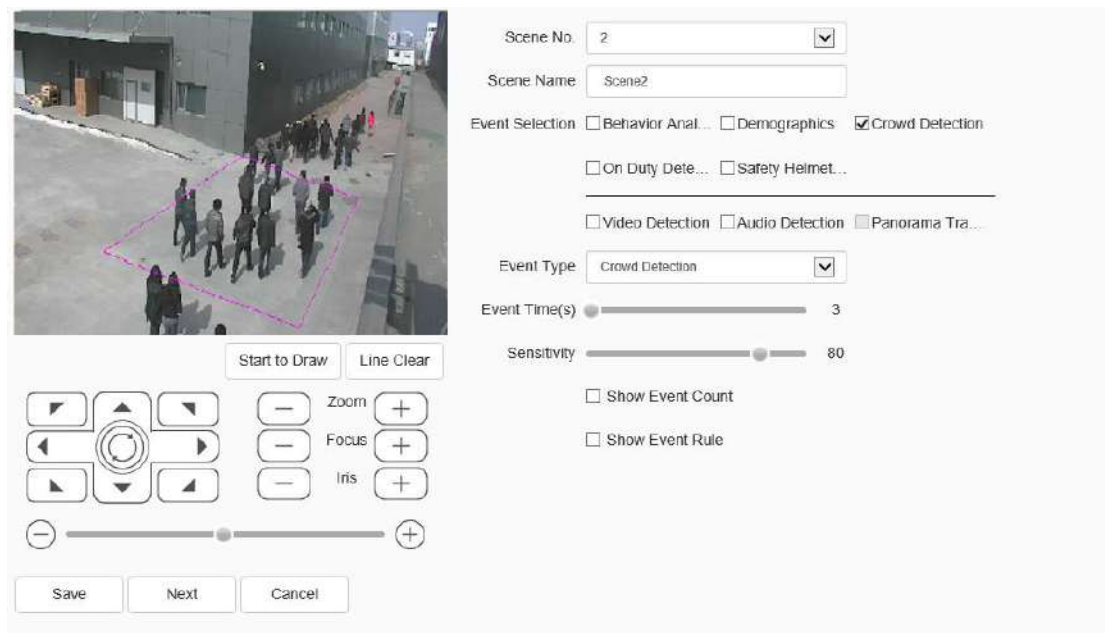 Scene No. 2
Scene Name Scene2
Event Selection Behavior Anal... Demographics Crowd Detection
On Duty Dete... Safety Helmet...
Video Detection Audio Detection Panorama Tra...
Event Type Crowd Detection
Event Time(s) 3
Sensitivity 80
Show Event Count
Show Event Rule
Start to Draw Line Clear
Zoom
Focus
Iris
Save Next Cancel